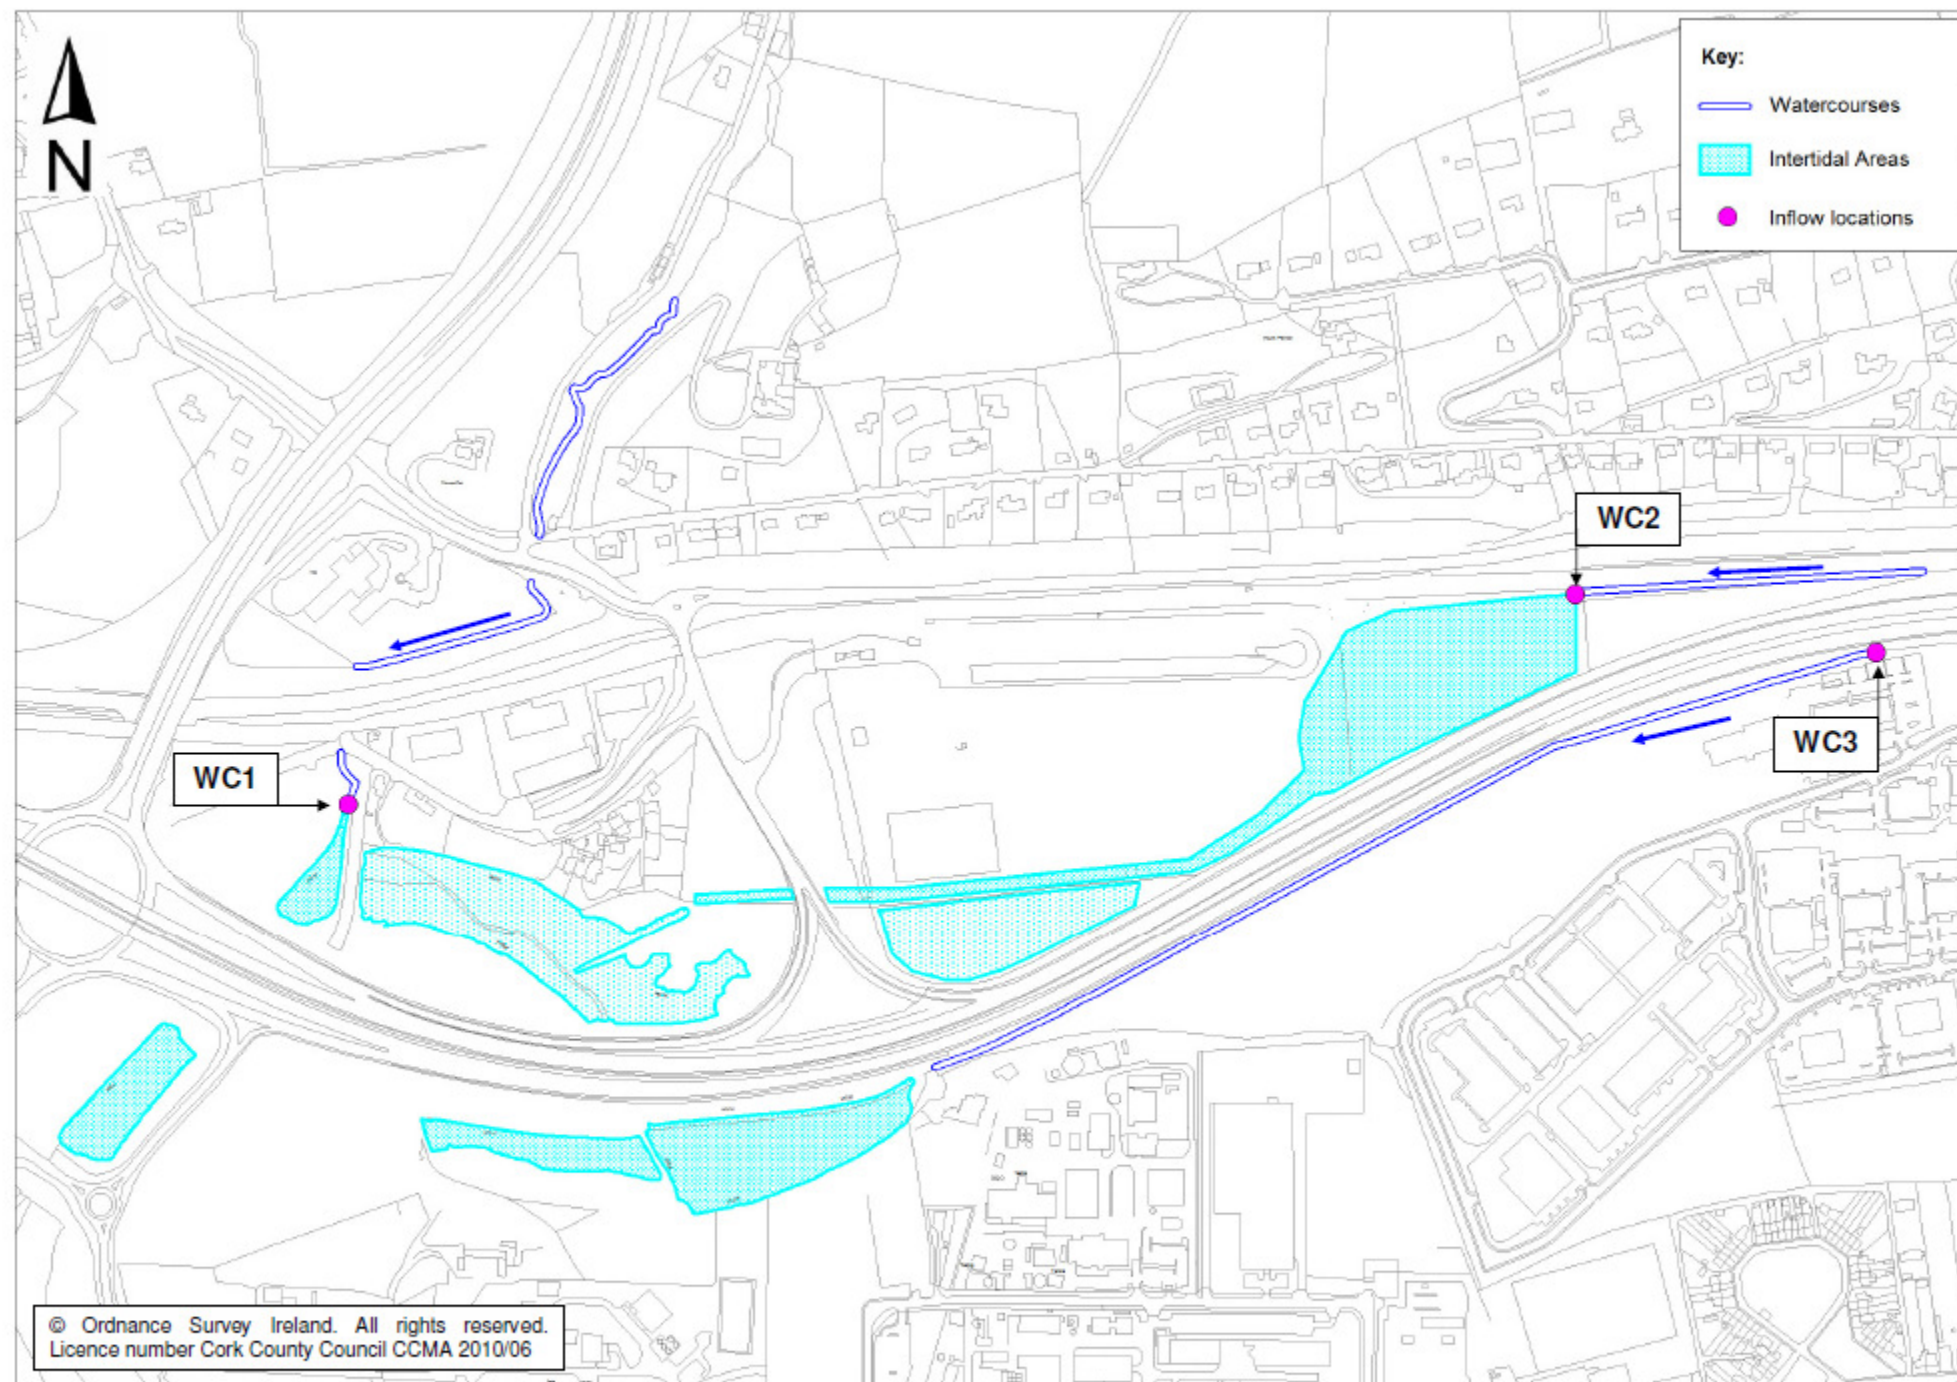 N
Key:
Watercourses
Intertidal Areas
Inflow locations
WC2
WC3
WC1
© Ordnance Survey Ireland. All rights reserved.
Licence number Cork County Council CCMA 2010/06